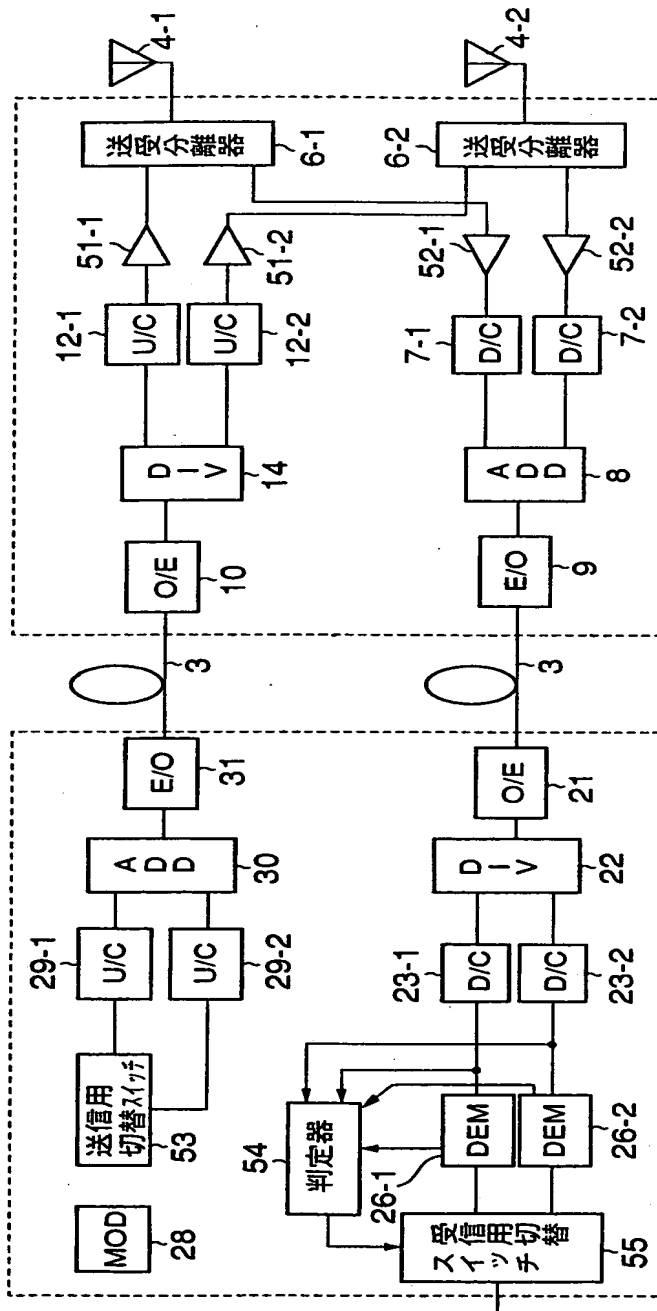 4-1
送受分離器
6-1
51-1
51-2
12-1
U/C
U/C
12-2
DIV
14
O/E
10
3
E/O
31
ADD
30
29-1
U/C
U/C
29-2
送信用
切替スイッチ
53
MOD
28
4-2
送受分離器
6-2
52-1
52-2
7-1
D/C
D/C
7-2
ADD
8
E/O
9
3
O/E
21
DIV
22
23-1
D/C
D/C
23-2
54
判定器
26-1
DEM
DEM
26-2
受信用切替
スイッチ
55